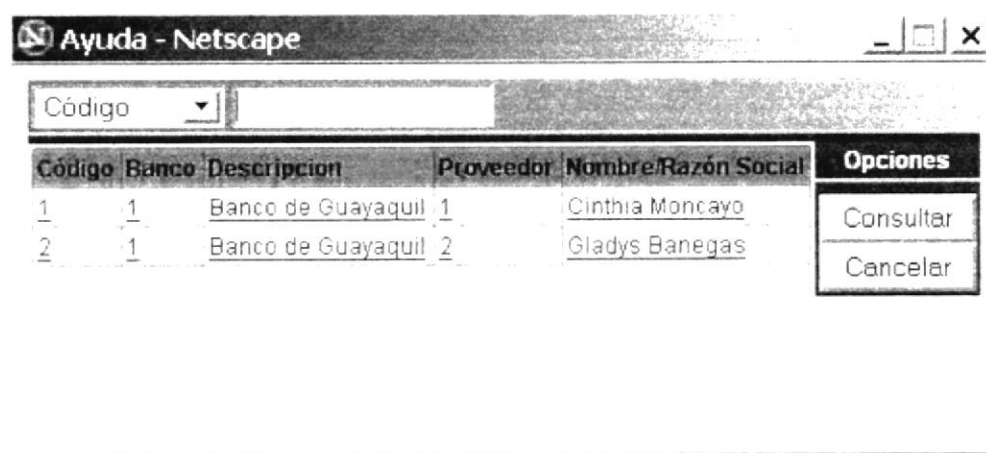 Ayuda - Netscape
Código
Código Banco Descripcion Proveedor Nombre/Razón Social Opciones
1 1 Banco de Guayaquil 1 Cinthia Moncayo Consultar
2 1 Banco de Guayaquil 2 Gladys Banegas Cancelar